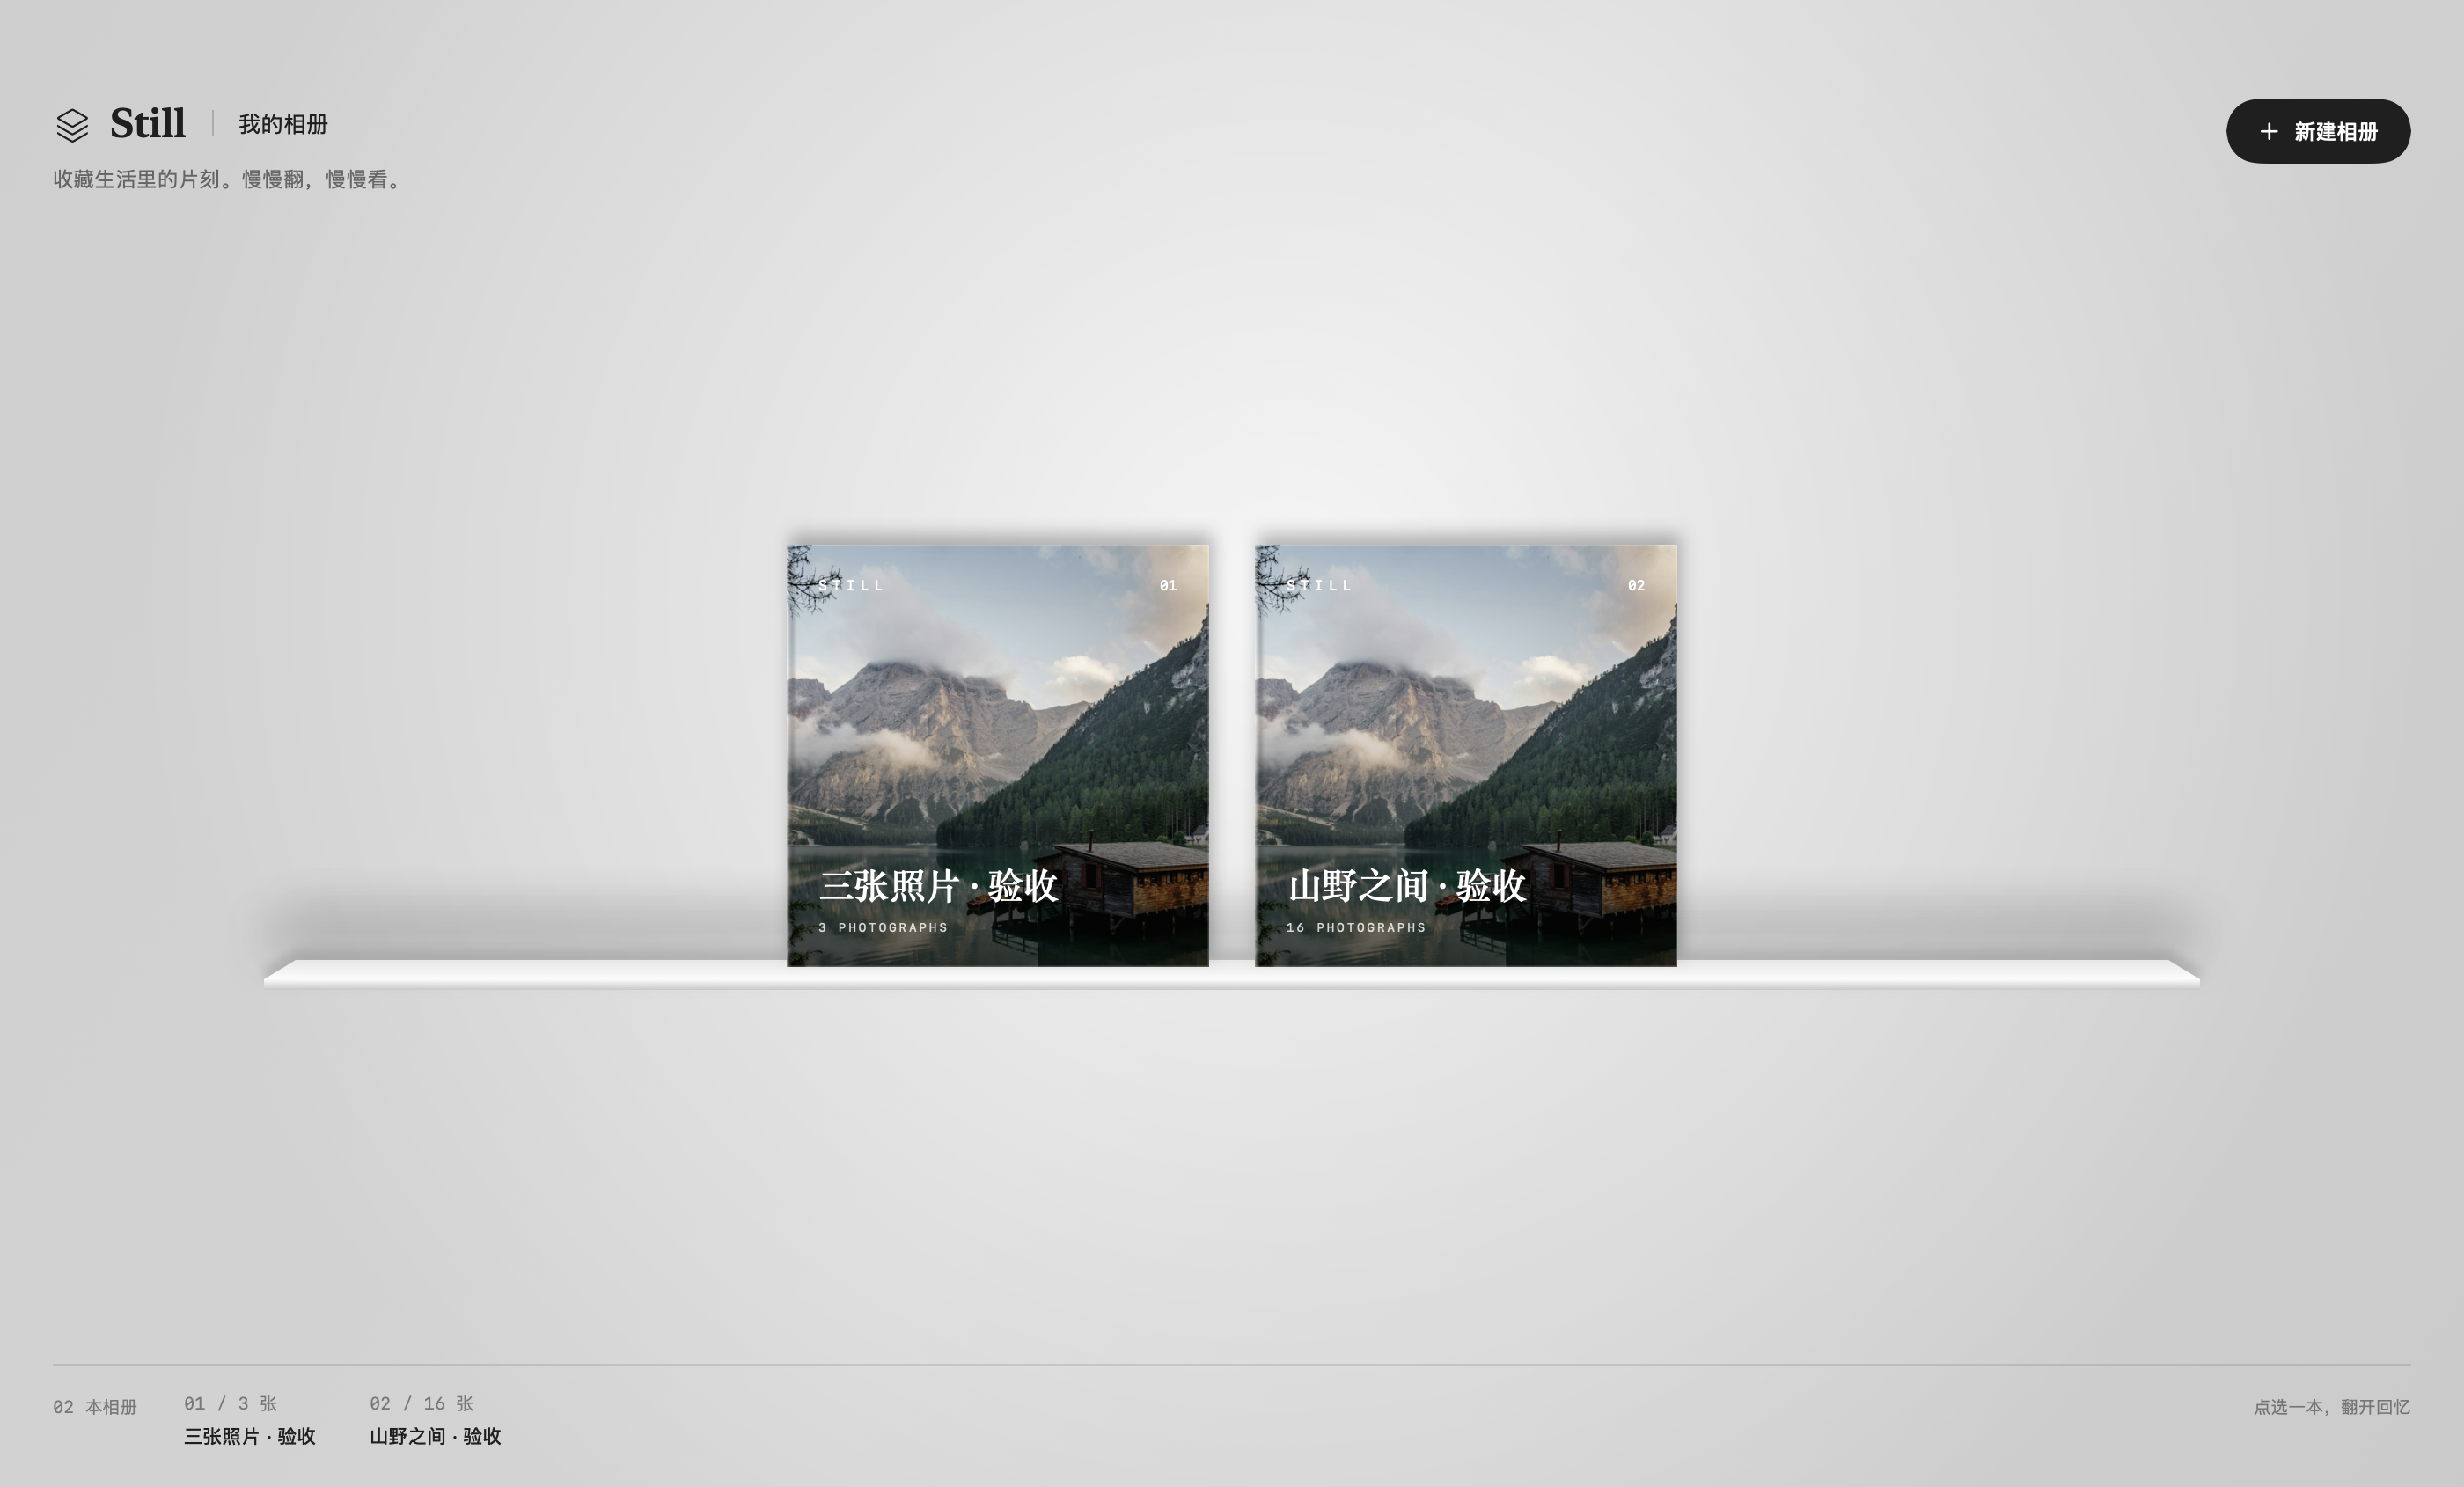 Still
我的相册
收藏生活里的片刻。慢慢翻，慢慢看。
+ 新建相册
STILL
01
三张照片 · 验收
3 PHOTOGRAPHS
STILL
02
山野之间 · 验收
16 PHOTOGRAPHS
02 本相册
01 / 3 张
三张照片 · 验收
02 / 16 张
山野之间 · 验收
点选一本，翻开回忆